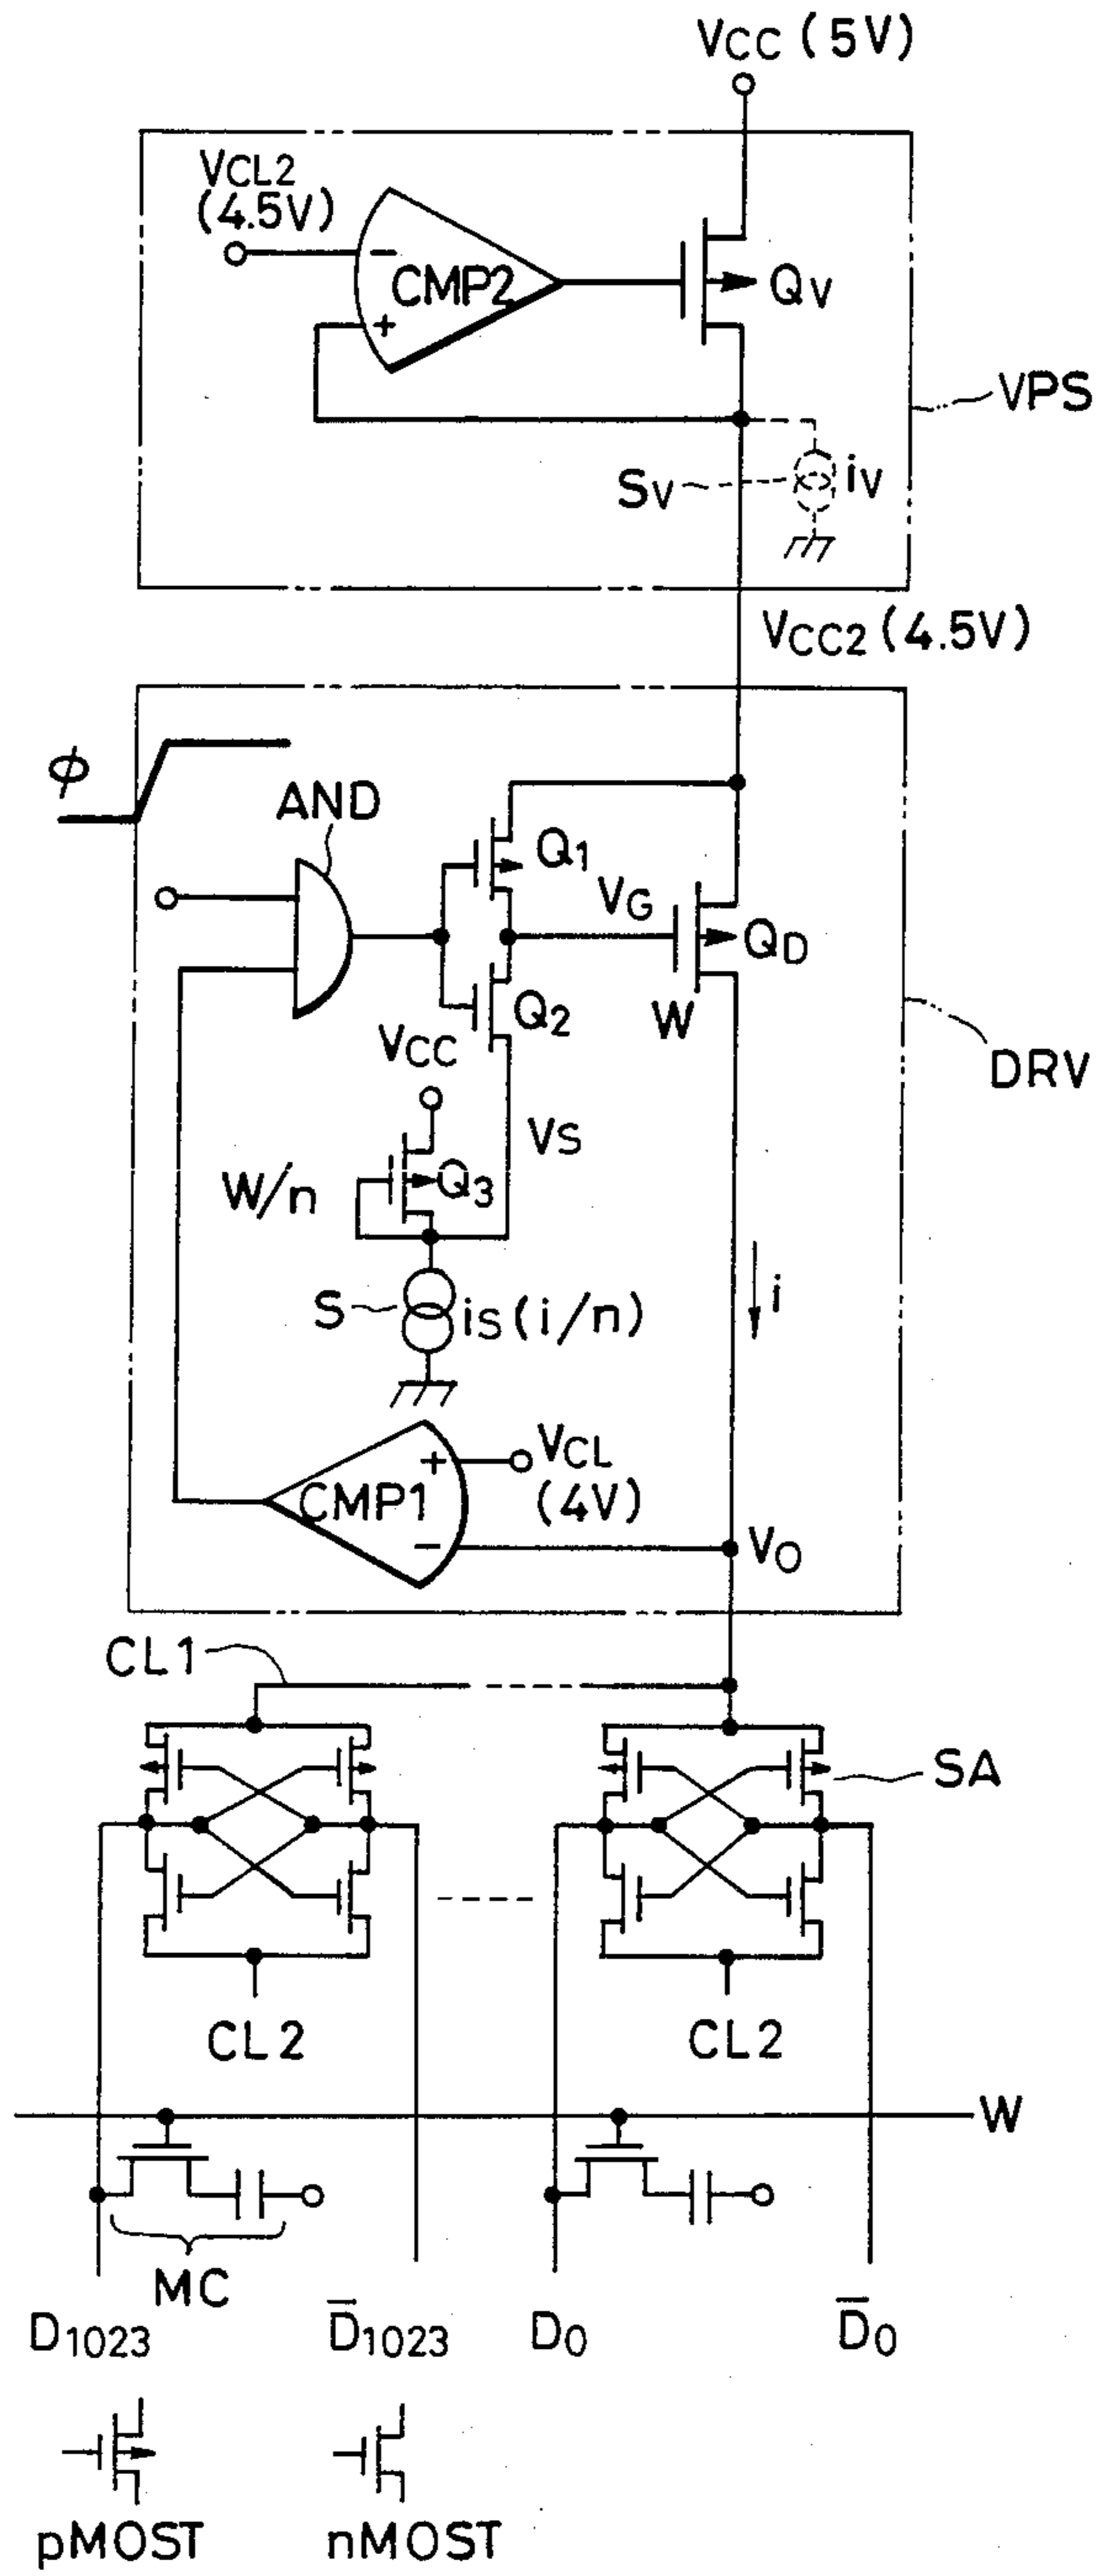 VCC (5V)
VCL2
(4.5V)
−
CMP2
+
QV
VPS
SV
iV
VCC2 (4.5V)
ϕ
AND
Q1
VG
QD
Q2
W
VCC
DRV
VS
W/n
Q3
S
iS (i/n)
i
+
VCL
(4V)
CMP1
−
VO
CL1
SA
CL2
CL2
W
MC
D1023
D̅1023
D0
D̅0
pMOST
nMOST